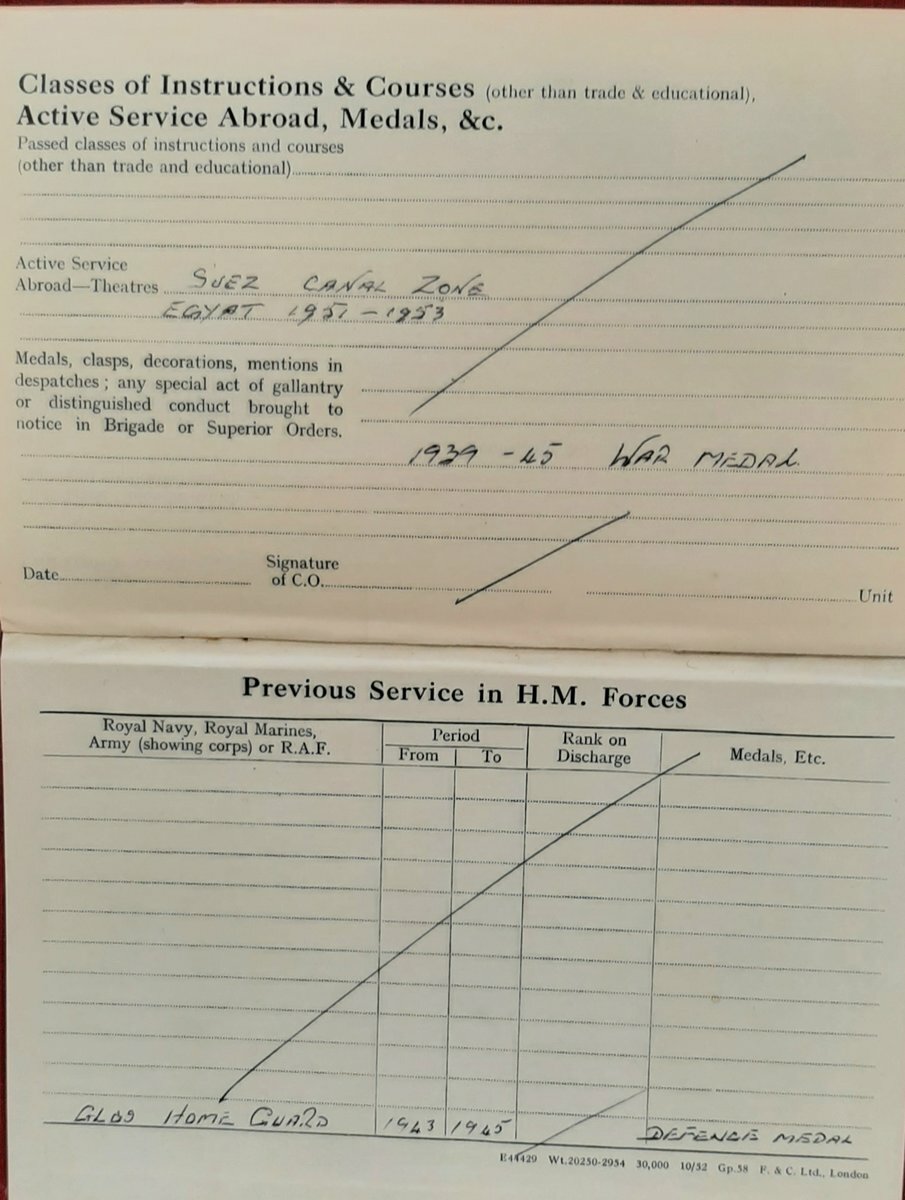 Classes of Instructions & Courses (other than trade & educational),
Active Service Abroad, Medals, &c.
Passed classes of instructions and courses
(other than trade and educational)
Active Service
Abroad—Theatres SUEZ CANAL ZONE
EGYPT 1951 - 1953
Medals, clasps, decorations, mentions in
despatches; any special act of gallantry
or distinguished conduct brought to
notice in Brigade or Superior Orders.
1939 - 45 WAR MEDAL
Signature
Date of C.O. Unit
Previous Service in H.M. Forces
Royal Navy, Royal Marines,
Army (showing corps) or R.A.F.
Period
From To
Rank on
Discharge
Medals, Etc.
GLOS HOME GUARD 1943 1945 DEFENCE MEDAL
E44429 Wt.20250-2954 30,000 10/52 Gp.58 F. & C. Ltd., London